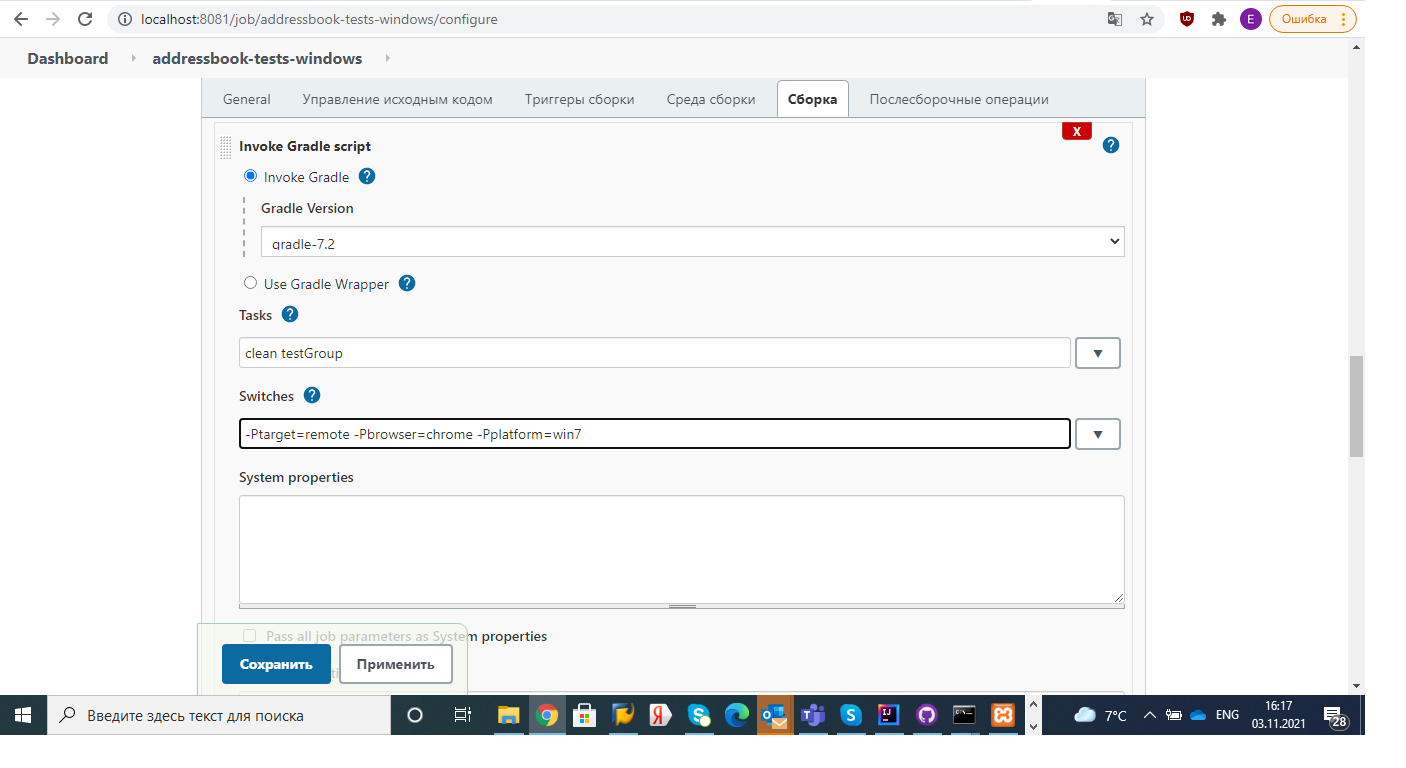 localhost:8081/job/addressbook-tests-windows/configure
E
Ошибка
Dashboard addressbook-tests-windows
General Управление исходным кодом Триггеры сборки Среда сборки Сборка Послесборочные операции
X
Invoke Gradle script ?
Invoke Gradle ?
Gradle Version
gradle-7.2
Use Gradle Wrapper ?
Tasks ?
clean testGroup
Switches ?
-Ptarget=remote -Pbrowser=chrome -Pplatform=win7
System properties
Pass all job parameters as System properties
Сохранить Применить
Введите здесь текст для поиска
7°C ENG 16:17
03.11.2021
28